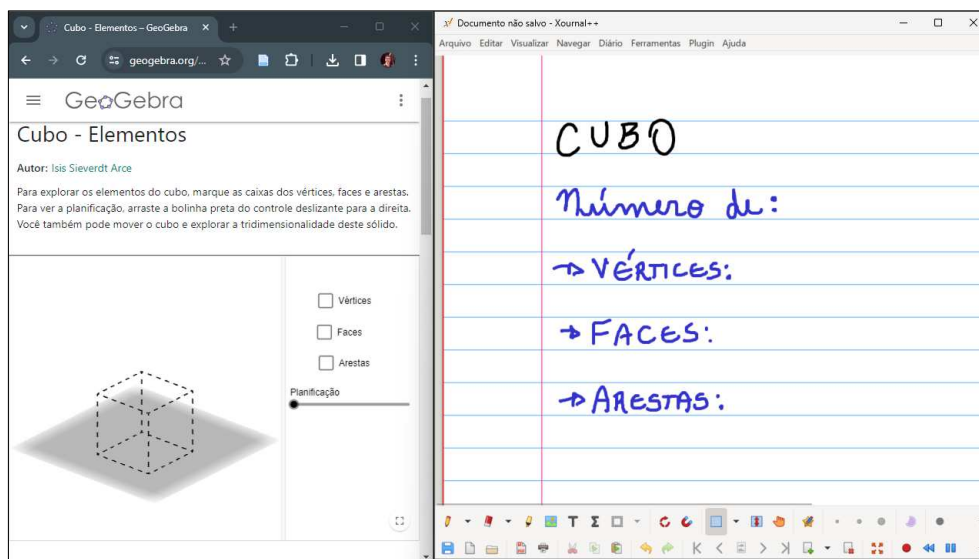 Cubo - Elementos – GeoGebra
geogebra.org/...
GeoGebra
Cubo - Elementos
Autor: Isis Sieverdt Arce
Para explorar os elementos do cubo, marque as caixas dos vértices, faces e arestas.
Para ver a planificação, arraste a bolinha preta do controle deslizante para a direita.
Você também pode mover o cubo e explorar a tridimensionalidade deste sólido.
Vértices
Faces
Arestas
Planificação
Documento não salvo - Xournal++
Arquivo Editar Visualizar Navegar Diário Ferramentas Plugin Ajuda
CUBO
Número de:
→ VÉRTICES:
→ FACES:
→ ARESTAS: